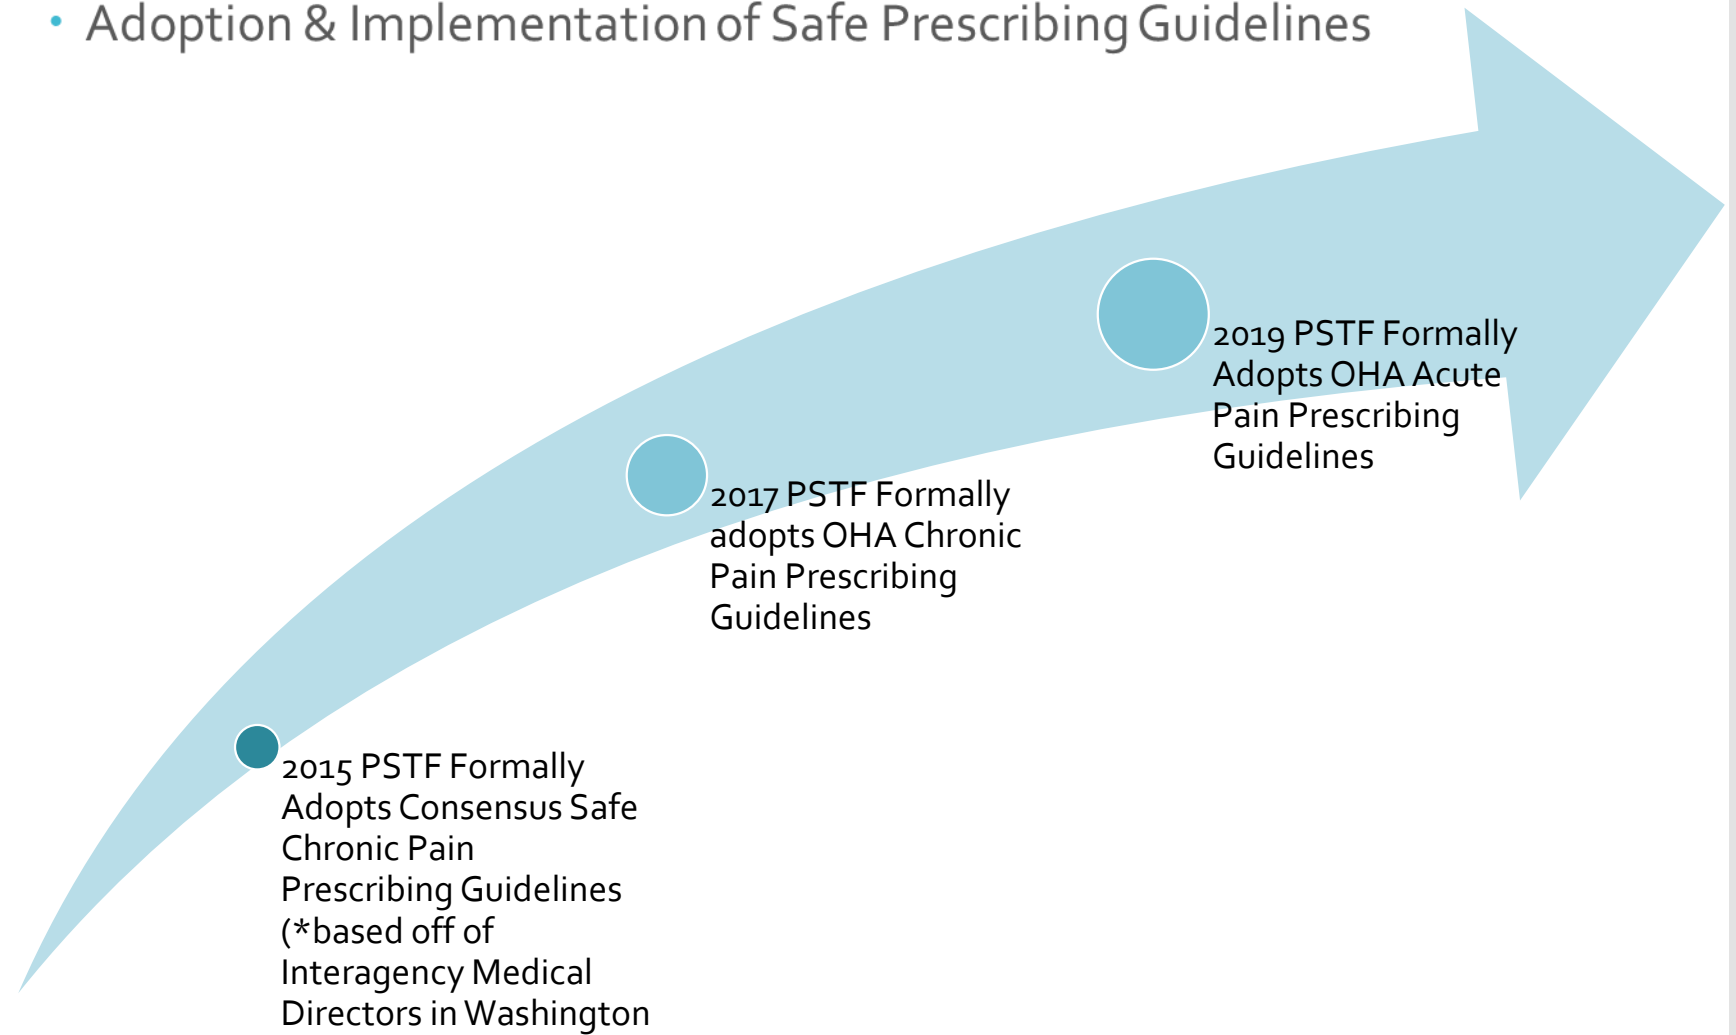 • Adoption & Implementation of Safe Prescribing Guidelines
2019 PSTF Formally
Adopts OHA Acute
Pain Prescribing
Guidelines
2017 PSTF Formally
adopts OHA Chronic
Pain Prescribing
Guidelines
2015 PSTF Formally
Adopts Consensus Safe
Chronic Pain
Prescribing Guidelines
(*based off of
Interagency Medical
Directors in Washington